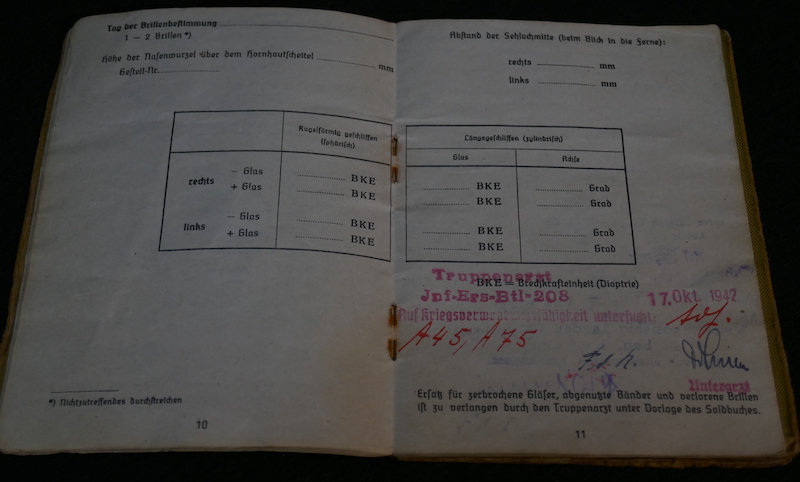 Tag der Brillenbestimmung
1 — 2 Brillen *)
Höhe der Nasenwurzel über dem Hornhautscheitel mm
Gestell-Nr.
Kugelförmig geschliffen
(sphärisch)
rechts
— Glas BKE
+ Glas BKE
links
— Glas BKE
+ Glas BKE
*) Nichtzutreffendes durchstreichen
10
Abstand der Sehlochmitte (beim Blick in die Ferne):
rechts mm
links mm
Längsgeschliffen (zylindrisch)
Glas Achse
BKE Grad
BKE Grad
BKE Grad
BKE Grad
BKE = Brechkrafteinheit (Dioptrie)
Truppenarzt
Inf-Ers-Btl-208 17. Okt. 1942
Auf Kriegsverwendungsfähigkeit untersucht:
A45, A75
Unterarzt
Ersatz für zerbrochene Gläser, abgenutzte Bänder und verlorene Brillen
ist zu verlangen durch den Truppenarzt unter Vorlage des Soldbuches.
11